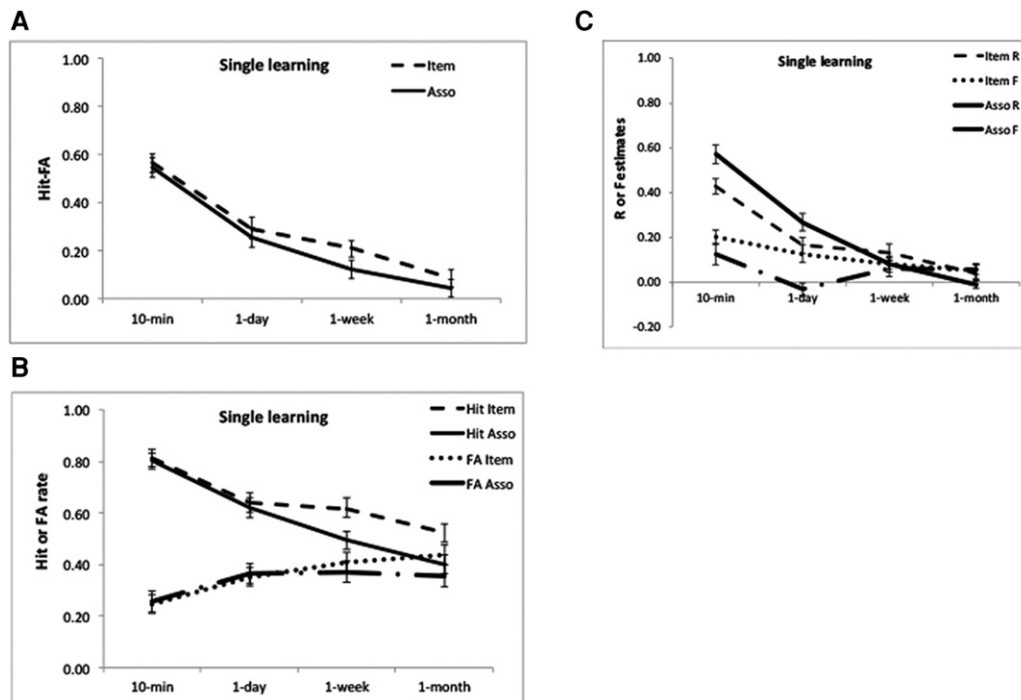 A
Single learning
Item
Asso
Hit-FA
1.00
0.80
0.60
0.40
0.20
0.00
10-min 1-day 1-week 1-month
B
Single learning
Hit Item
Hit Asso
FA Item
FA Asso
Hit or FA rate
1.00
0.80
0.60
0.40
0.20
0.00
10-min 1-day 1-week 1-month
C
Single learning
Item R
Item F
Asso R
Asso F
R or Festimates
1.00
0.80
0.60
0.40
0.20
0.00
-0.20
10-min 1-day 1-week 1-month